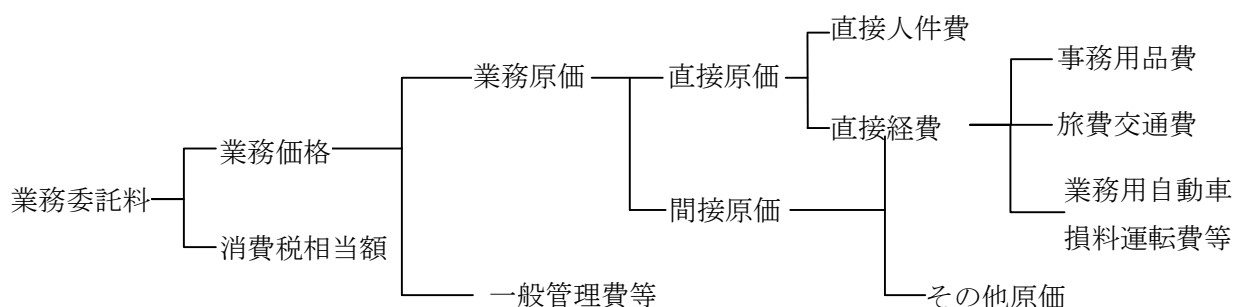 直接人件費
事務用品費
業務原価
直接原価
直接経費
旅費交通費
業務価格
業務委託料
間接原価
業務用自動車
損料運転費等
消費税相当額
一般管理費等
その他原価